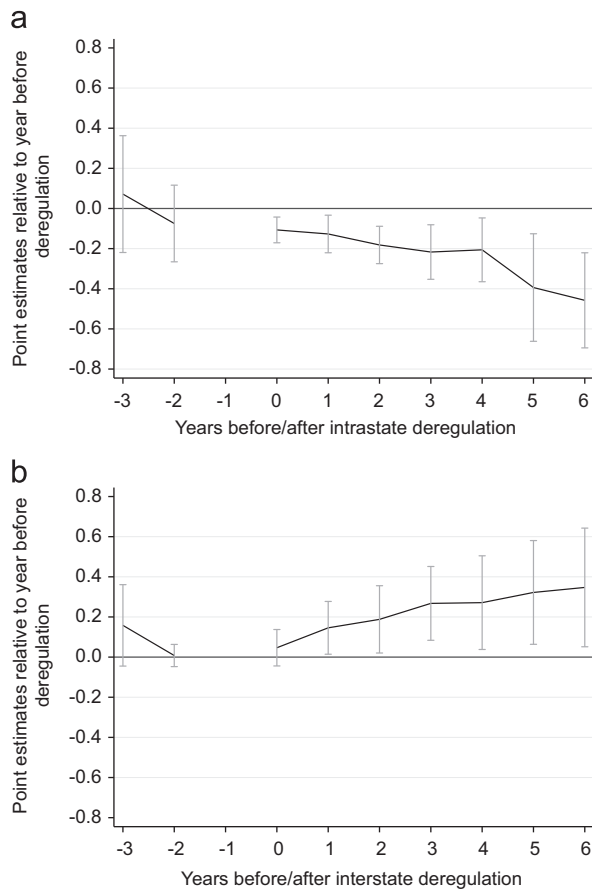 a
0.8
0.6
0.4
0.2
0.0
-0.2
-0.4
-0.6
-0.8
Point estimates relative to year before
deregulation
-3 -2 -1 0 1 2 3 4 5 6
Years before/after intrastate deregulation
b
0.8
0.6
0.4
0.2
0.0
-0.2
-0.4
-0.6
-0.8
Point estimates relative to year before
deregulation
-3 -2 -1 0 1 2 3 4 5 6
Years before/after interstate deregulation